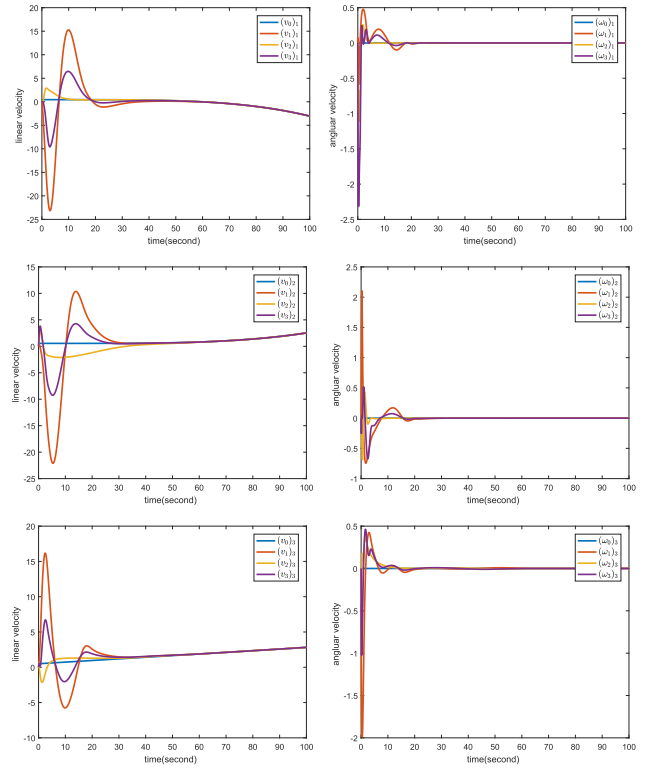 20
15
10
5
0
-5
-10
-15
-20
-25
linear velocity
0 10 20 30 40 50 60 70 80 90 100
time(second)
(v₀)₁
(v₁)₁
(v₂)₁
(v₃)₁
0.5
0
-0.5
-1
-1.5
-2
-2.5
angluar velocity
0 10 20 30 40 50 60 70 80 90 100
time(second)
(ω₀)₁
(ω₁)₁
(ω₂)₁
(ω₃)₁
15
10
5
0
-5
-10
-15
-20
-25
linear velocity
0 10 20 30 40 50 60 70 80 90 100
time(second)
(v₀)₂
(v₁)₂
(v₂)₂
(v₃)₂
2.5
2
1.5
1
0.5
0
-0.5
-1
angluar velocity
0 10 20 30 40 50 60 70 80 90 100
time(second)
(ω₀)₂
(ω₁)₂
(ω₂)₂
(ω₃)₂
20
15
10
5
0
-5
-10
linear velocity
0 10 20 30 40 50 60 70 80 90 100
time(second)
(v₀)₃
(v₁)₃
(v₂)₃
(v₃)₃
0.5
0
-0.5
-1
-1.5
-2
angluar velocity
0 10 20 30 40 50 60 70 80 90 100
time(second)
(ω₀)₃
(ω₁)₃
(ω₂)₃
(ω₃)₃